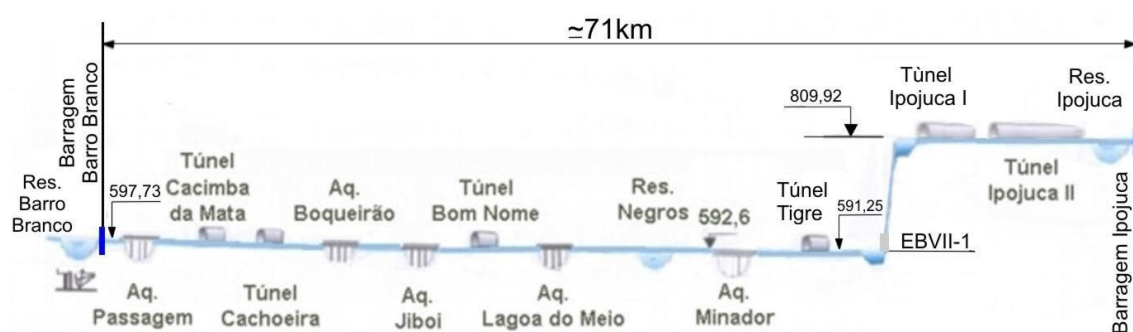 ≃71km
Barragem
Barro Branco
Res.
Barro
Branco
597,73
Túnel
Cacimba
da Mata
Aq.
Boqueirão
Túnel
Bom Nome
Res.
Negros
592,6
Túnel
Tigre
591,25
809,92
Tùnel
Ipojuca I
Res.
Ipojuca
Túnel
Ipojuca II
EBVII-1
Barragem Ipojuca
Aq.
Passagem
Túnel
Cachoeira
Aq.
Jiboi
Aq.
Lagoa do Meio
Aq.
Minador